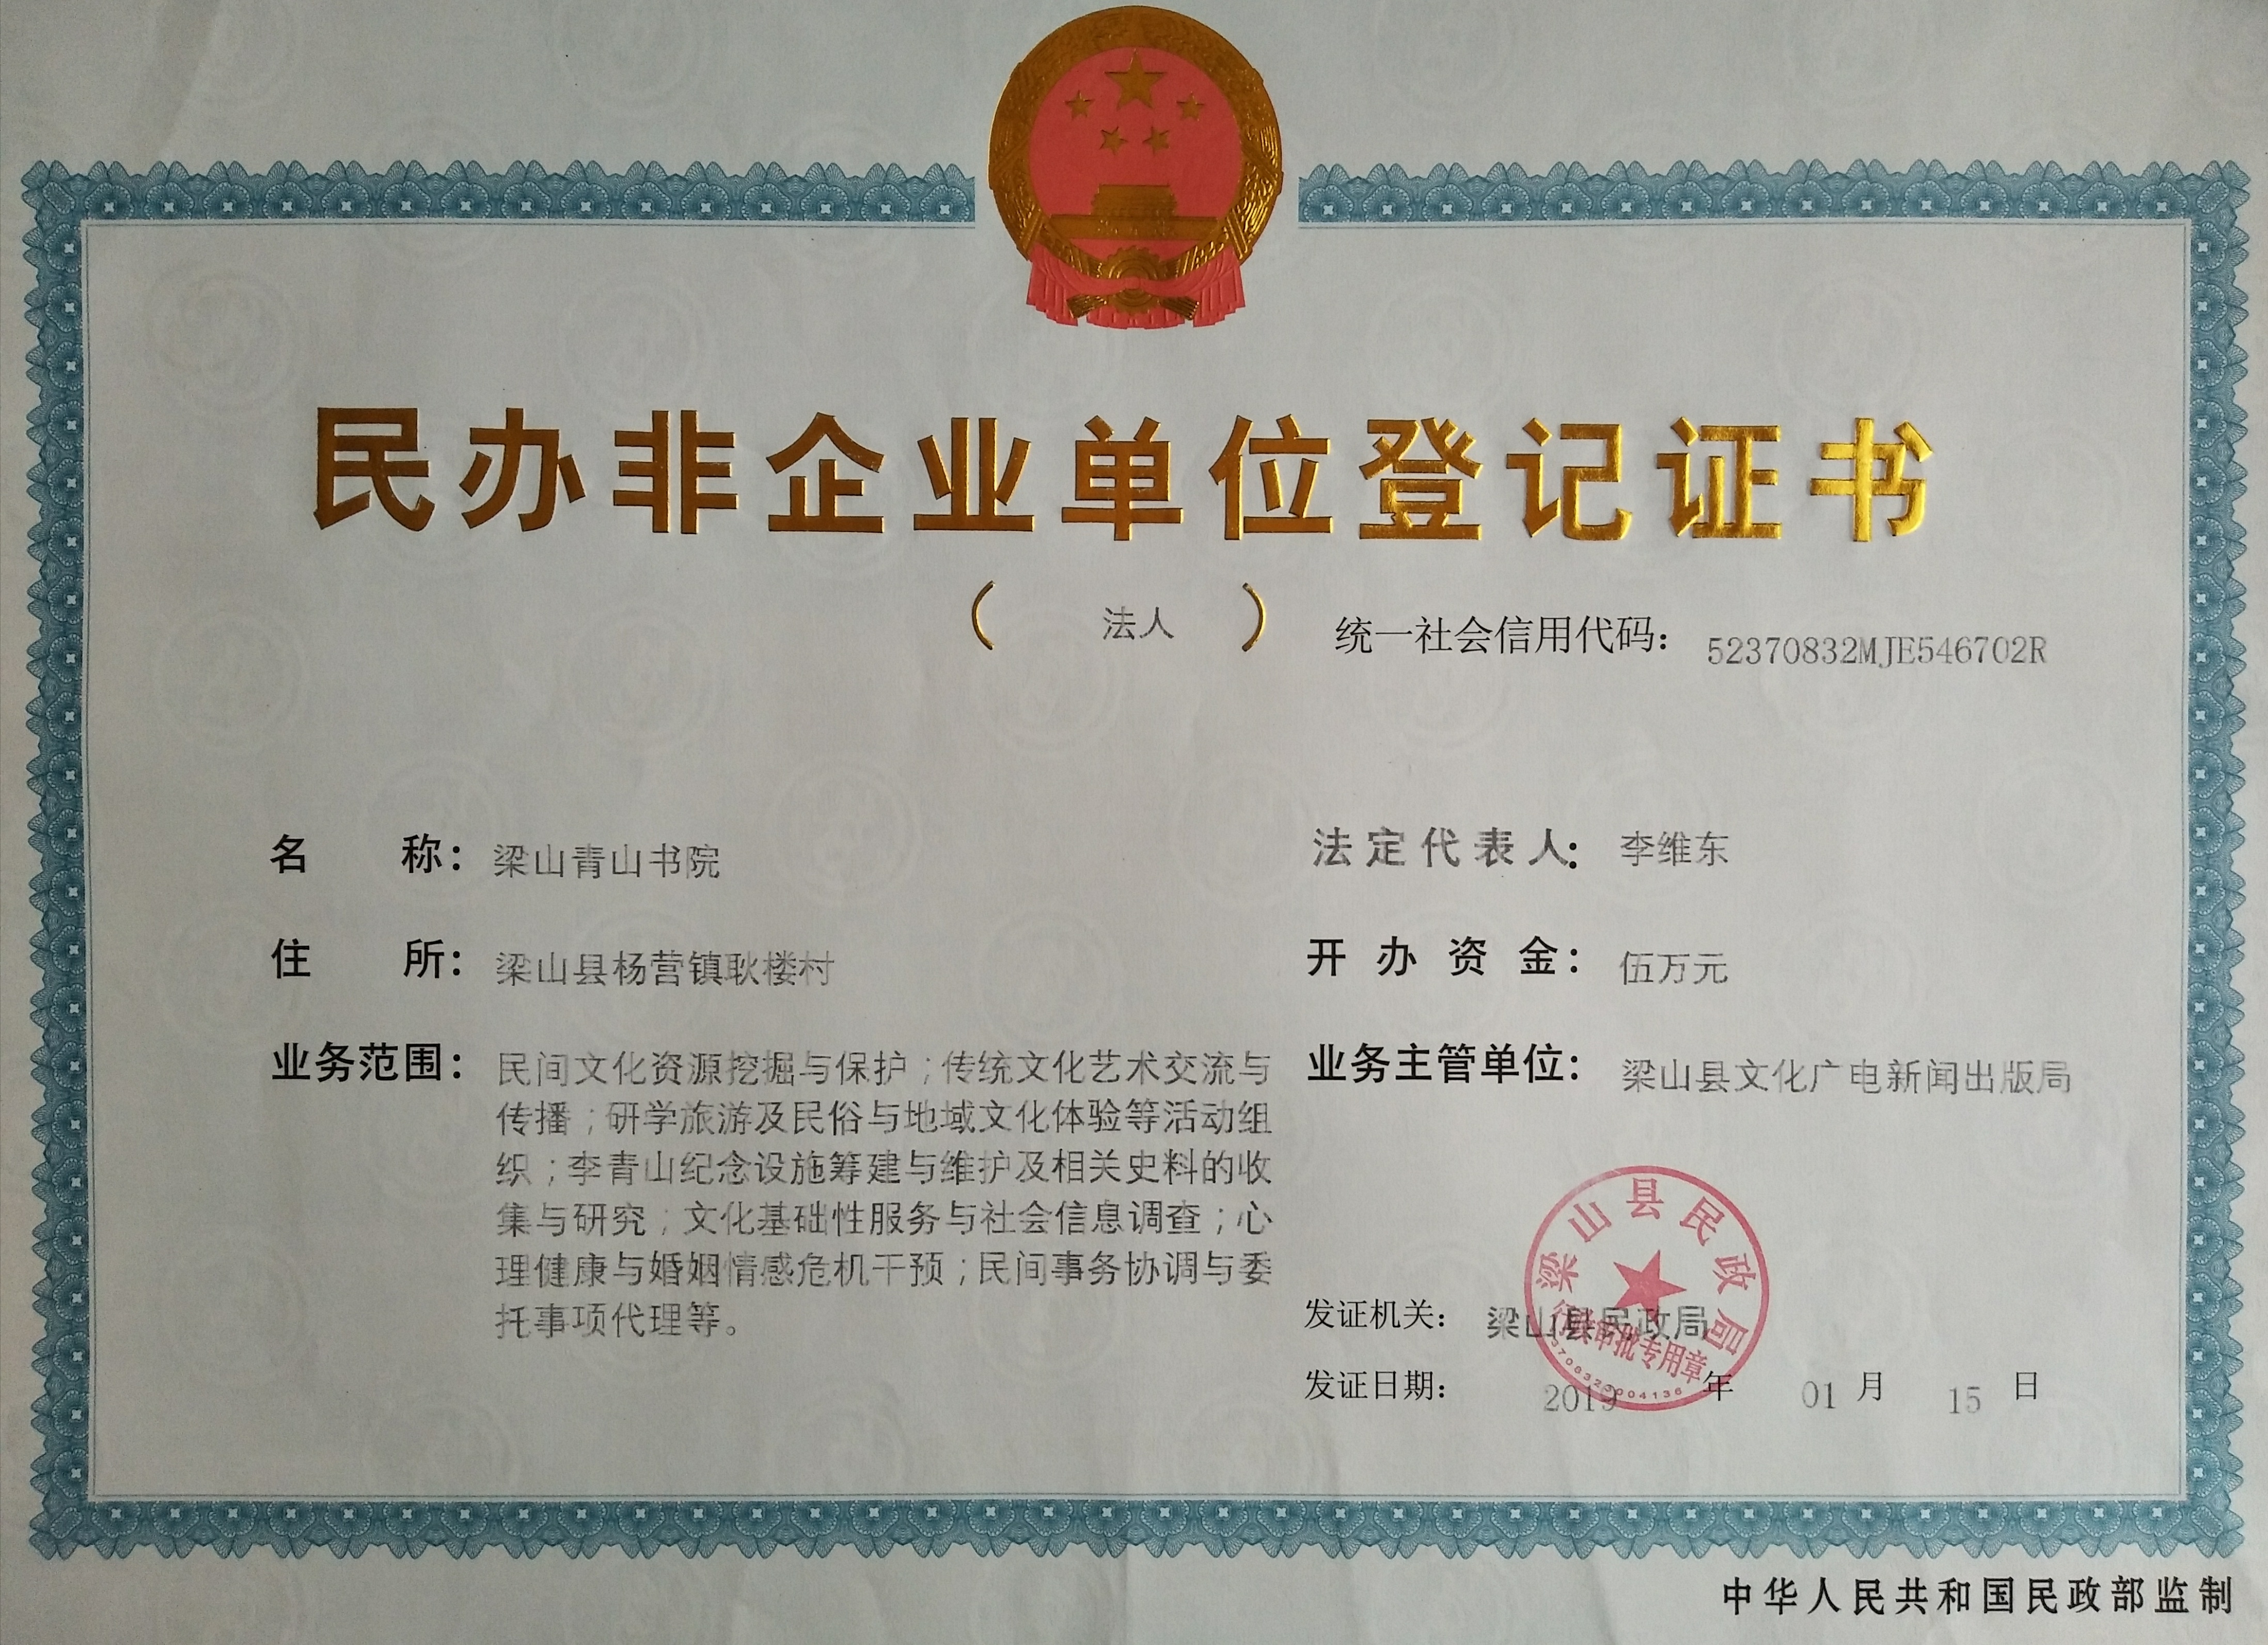 民办非企业单位登记证书
（ 法人 ） 统一社会信用代码： 52370832MJE546702R
名 称： 梁山青山书院
法定代表人： 李维东
住 所： 梁山县杨营镇耿楼村
开办资金： 伍万元
业务范围： 民间文化资源挖掘与保护；传统文化艺术交流与
传播；研学旅游及民俗与地域文化体验等活动组
织；李青山纪念设施筹建与维护及相关史料的收
集与研究；文化基础性服务与社会信息调查；心
理健康与婚姻情感危机干预；民间事务协调与委
托事项代理等。
业务主管单位： 梁山县文化广电新闻出版局
发证机关： 梁山县民政局
发证日期： 2019 年 01 月 15 日
梁山县民政局
行政审批专用章
3708323004136
中华人民共和国民政部监制